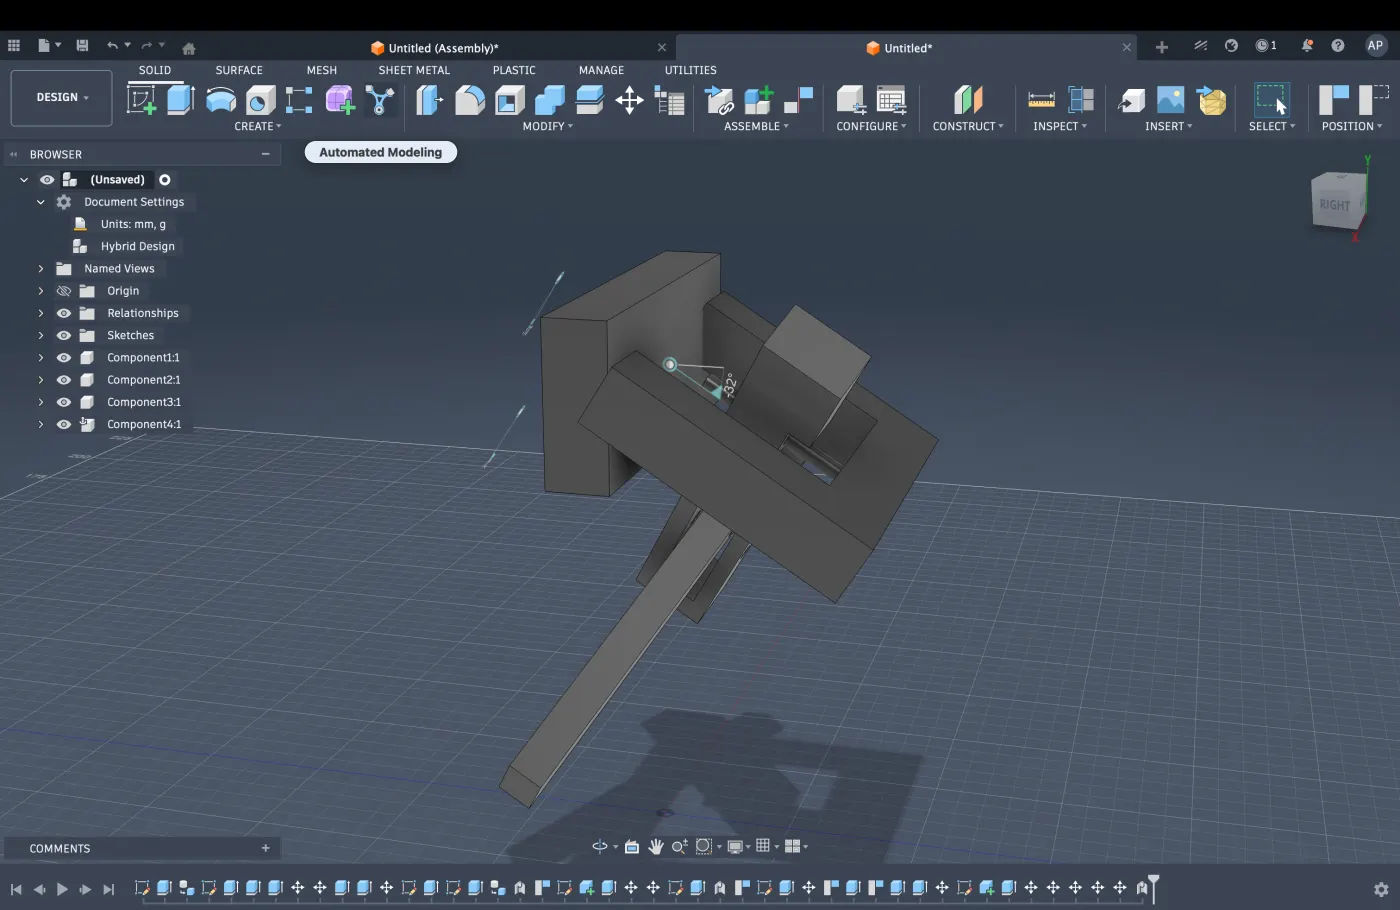 Untitled (Assembly)*
Untitled*
1
AP
DESIGN
SOLID
SURFACE
MESH
SHEET METAL
PLASTIC
MANAGE
UTILITIES
CREATE
MODIFY
ASSEMBLE
CONFIGURE
CONSTRUCT
INSPECT
INSERT
SELECT
POSITION
Automated Modeling
BROWSER
(Unsaved)
Document Settings
Units: mm, g
Hybrid Design
Named Views
Origin
Relationships
Sketches
Component1:1
Component2:1
Component3:1
Component4:1
Y
RIGHT
X
COMMENTS